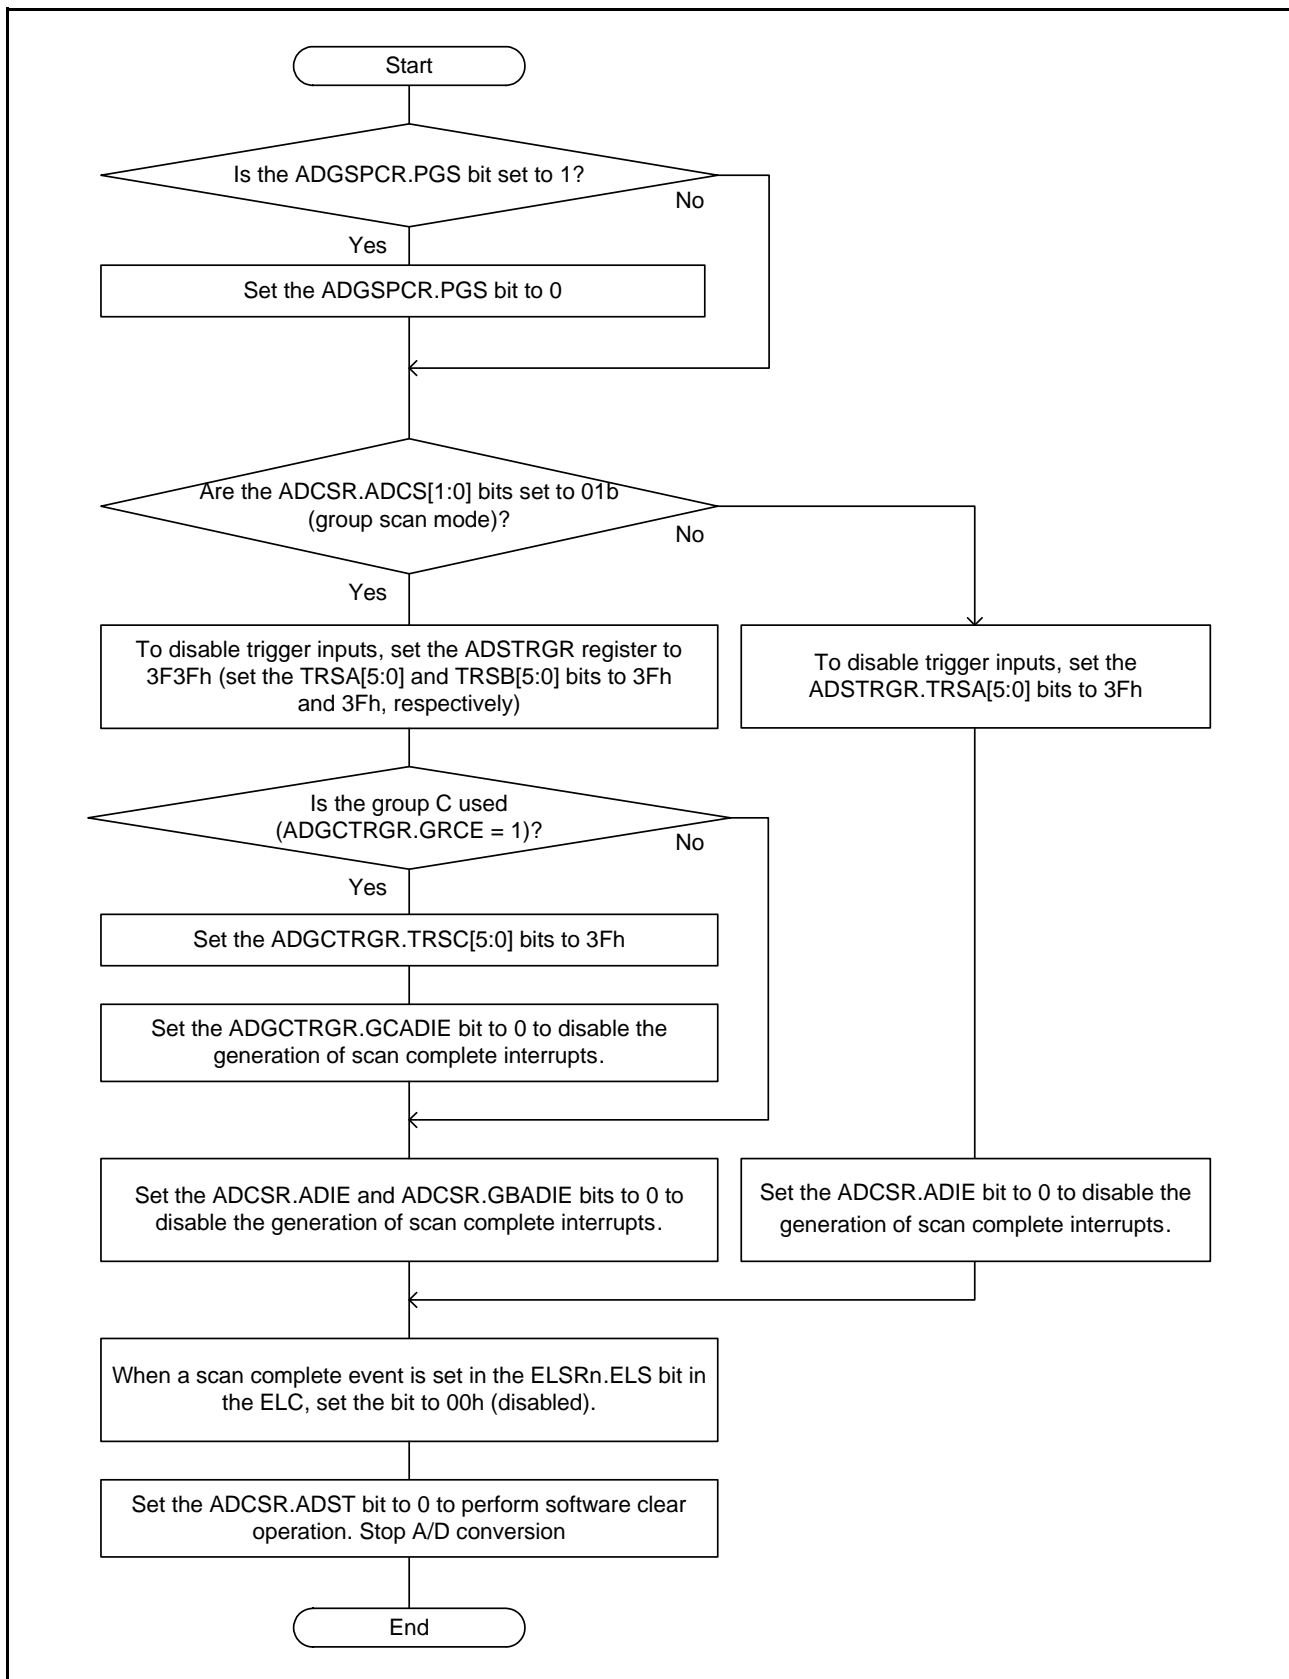 Start
Is the ADGSPCR.PGS bit set to 1?
No
Yes
Set the ADGSPCR.PGS bit to 0
Are the ADCSR.ADCS[1:0] bits set to 01b
(group scan mode)?
No
Yes
To disable trigger inputs, set the ADSTRGR register to
3F3Fh (set the TRSA[5:0] and TRSB[5:0] bits to 3Fh
and 3Fh, respectively)
To disable trigger inputs, set the
ADSTRGR.TRSA[5:0] bits to 3Fh
Is the group C used
(ADGCTRGR.GRCE = 1)?
No
Yes
Set the ADGCTRGR.TRSC[5:0] bits to 3Fh
Set the ADGCTRGR.GCADIE bit to 0 to disable the
generation of scan complete interrupts.
Set the ADCSR.ADIE and ADCSR.GBADIE bits to 0 to
disable the generation of scan complete interrupts.
Set the ADCSR.ADIE bit to 0 to disable the
generation of scan complete interrupts.
When a scan complete event is set in the ELSRn.ELS bit in
the ELC, set the bit to 00h (disabled).
Set the ADCSR.ADST bit to 0 to perform software clear
operation. Stop A/D conversion
End